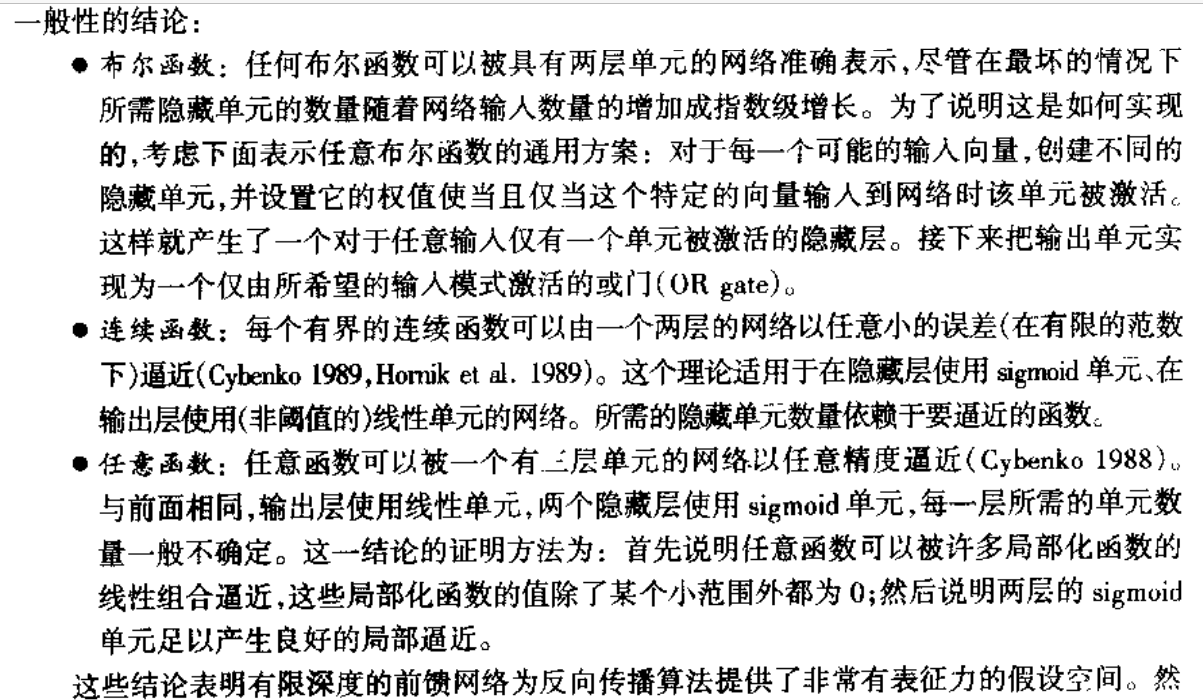 一般性的结论：
● 布尔函数：任何布尔函数可以被具有两层单元的网络准确表示,尽管在最坏的情况下
所需隐藏单元的数量随着网络输入数量的增加成指数级增长。为了说明这是如何实现
的,考虑下面表示任意布尔函数的通用方案：对于每一个可能的输入向量,创建不同的
隐藏单元,并设置它的权值使当且仅当这个特定的向量输入到网络时该单元被激活。
这样就产生了一个对于任意输入仅有一个单元被激活的隐藏层。接下来把输出单元实
现为一个仅由所希望的输入模式激活的或门(OR gate)。
● 连续函数：每个有界的连续函数可以由一个两层的网络以任意小的误差(在有限的范数
下)逼近(Cybenko 1989,Hornik et al. 1989)。这个理论适用于在隐藏层使用 sigmoid 单元、在
输出层使用(非阈值的)线性单元的网络。所需的隐藏单元数量依赖于要逼近的函数。
● 任意函数：任意函数可以被一个有三层单元的网络以任意精度逼近(Cybenko 1988)。
与前面相同,输出层使用线性单元,两个隐藏层使用 sigmoid 单元,每一层所需的单元数
量一般不确定。这一结论的证明方法为：首先说明任意函数可以被许多局部化函数的
线性组合逼近,这些局部化函数的值除了某个小范围外都为 0;然后说明两层的 sigmoid
单元足以产生良好的局部逼近。
这些结论表明有限深度的前馈网络为反向传播算法提供了非常有表征力的假设空间。然